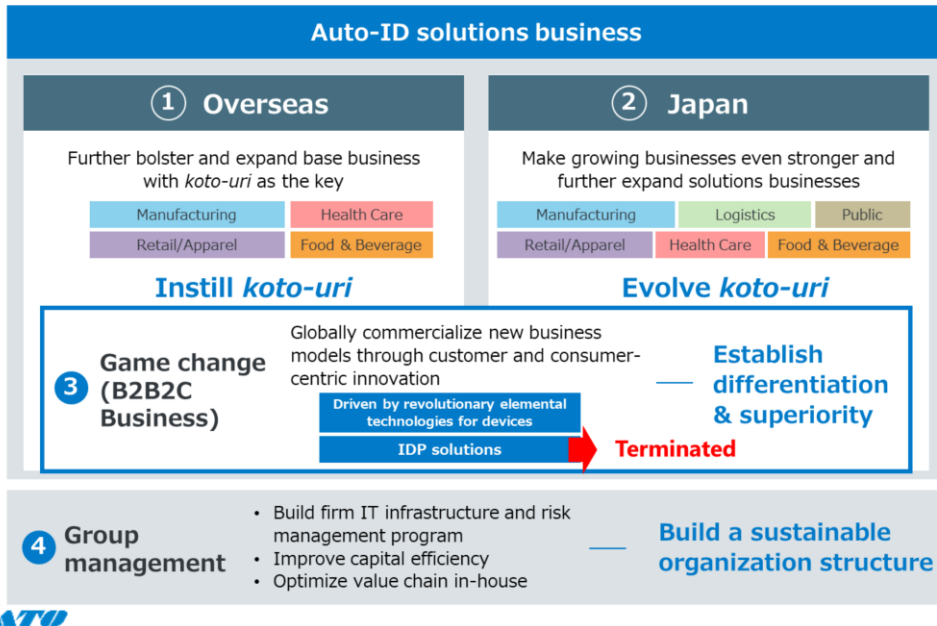 Auto-ID solutions business
1 Overseas
Further bolster and expand base business
with koto-uri as the key
Manufacturing
Health Care
Retail/Apparel
Food & Beverage
Instill koto-uri
2 Japan
Make growing businesses even stronger and
further expand solutions businesses
Manufacturing
Logistics
Public
Retail/Apparel
Health Care
Food & Beverage
Evolve koto-uri
3
Game change
(B2B2C
Business)
Globally commercialize new business
models through customer and consumer-
centric innovation
Driven by revolutionary elemental
technologies for devices
IDP solutions
Terminated
Establish
differentiation
& superiority
4
Group
management
• Build firm IT infrastructure and risk
management program
• Improve capital efficiency
• Optimize value chain in-house
Build a sustainable
organization structure